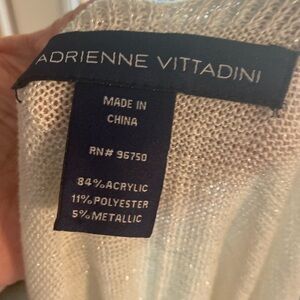 ADRIENNE VITTADINI
MADE IN
CHINA
RN# 96750
84% ACRYLIC
11% POLYESTER
5% METALLIC